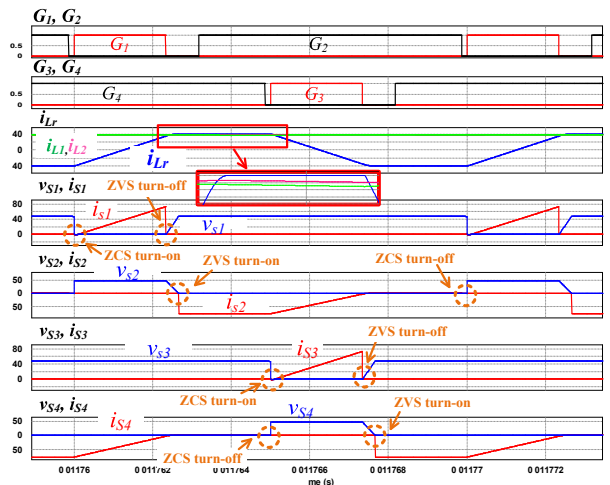 G1, G2
0.5
0
G1
G2
G3, G4
0.5
0
G4
G3
iLr
40
0
40
iL1,iL2
iLr
vS1, iS1
ZVS turn-off
80
40
0
is1
vs1
ZCS turn-on
vS2, iS2
50
0
50
vs2
ZVS turn-on
is2
ZCS turn-off
vS3, iS3
80
40
0
vs3
iS3
ZVS turn-off
ZCS turn-on
vS4, iS4
50
0
50
iS4
vS4
ZVS turn-on
ZCS turn-off
0 01176 0 011762 0 011764 0 011766 0 011768 0 01177 0 011772
me (s)